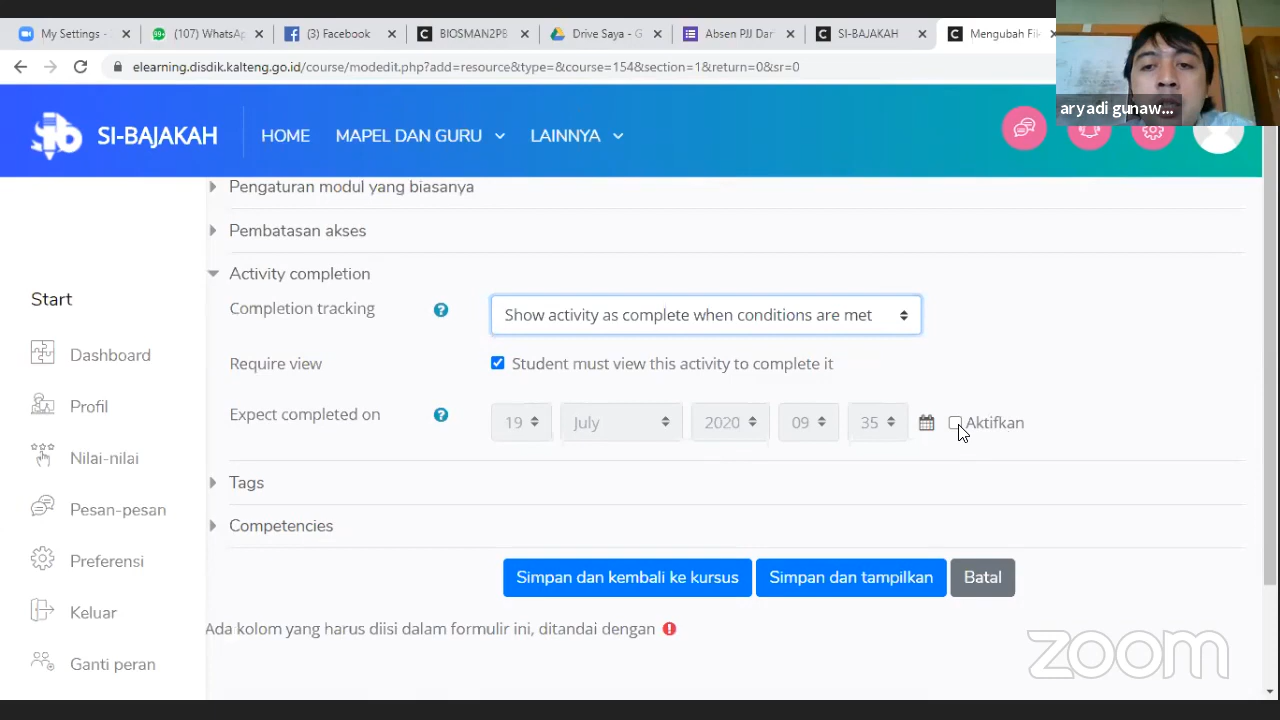 My Settings -
(107) WhatsAp
(3) Facebook
BIOSMAN2PB
Drive Saya - G
Absen PJJ Dar
SI-BAJAKAH
Mengubah Fil
elearning.disdik.kalteng.go.id/course/modedit.php?add=resource&type=&course=154&section=1&return=0&sr=0
aryadi gunaw...
SI-BAJAKAH
HOME
MAPEL DAN GURU
LAINNYA
Pengaturan modul yang biasanya
Pembatasan akses
Activity completion
Start
Completion tracking
Show activity as complete when conditions are met
Dashboard
Require view
Student must view this activity to complete it
Profil
Expect completed on
19
July
2020
09
35
Aktifkan
Nilai-nilai
Tags
Pesan-pesan
Competencies
Preferensi
Simpan dan kembali ke kursus
Simpan dan tampilkan
Batal
Keluar
Ada kolom yang harus diisi dalam formulir ini, ditandai dengan
Ganti peran
zoom